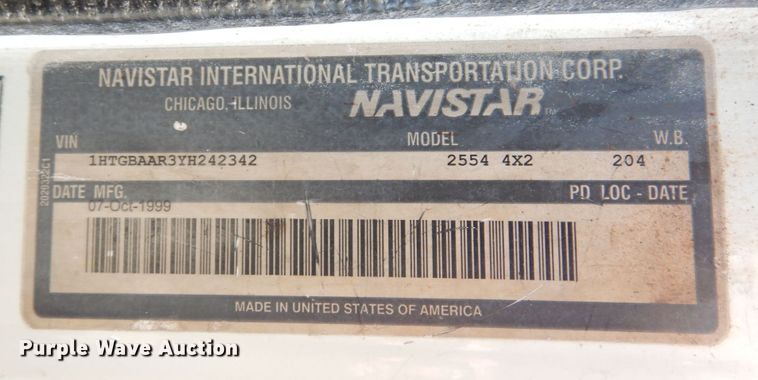 NAVISTAR INTERNATIONAL TRANSPORTATION CORP.
CHICAGO, ILLINOIS NAVISTAR
VIN MODEL W.B.
1HTGBAAR3YH242342 2554 4X2 204
DATE MFG. PD. LOC - DATE
07-Oct-1999
MADE IN UNITED STATES OF AMERICA
Purple Wave Auction